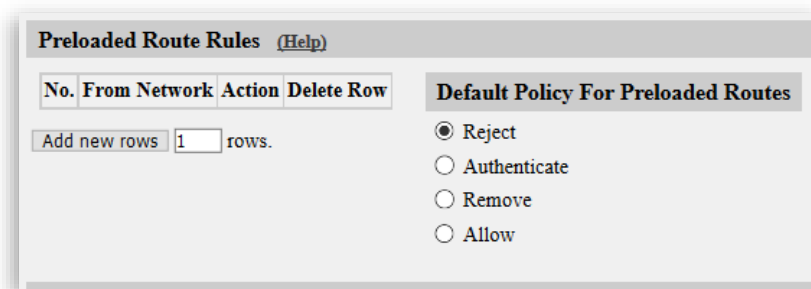 Preloaded Route Rules (Help)
No. From Network Action Delete Row
Add new rows 1 rows.
Default Policy For Preloaded Routes
Reject
Authenticate
Remove
Allow